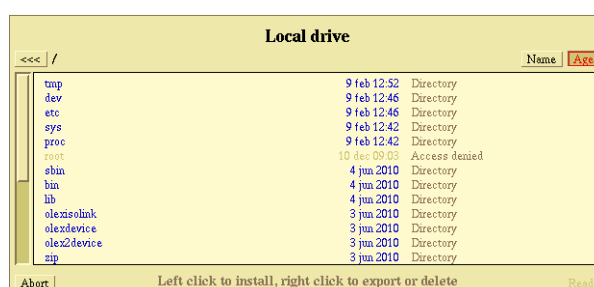 Local drive
<<< / Name Age
tmp 9 feb 12:52 Directory
dev 9 feb 12:46 Directory
etc 9 feb 12:46 Directory
sys 9 feb 12:42 Directory
proc 9 feb 12:42 Directory
root 10 dec 09:03 Access denied
sbin 4 jun 2010 Directory
bin 4 jun 2010 Directory
lib 4 jun 2010 Directory
olexisolink 3 jun 2010 Directory
olexdevice 3 jun 2010 Directory
olex2device 3 jun 2010 Directory
zip 3 jun 2010 Directory
Abort Left click to install, right click to export or delete Read